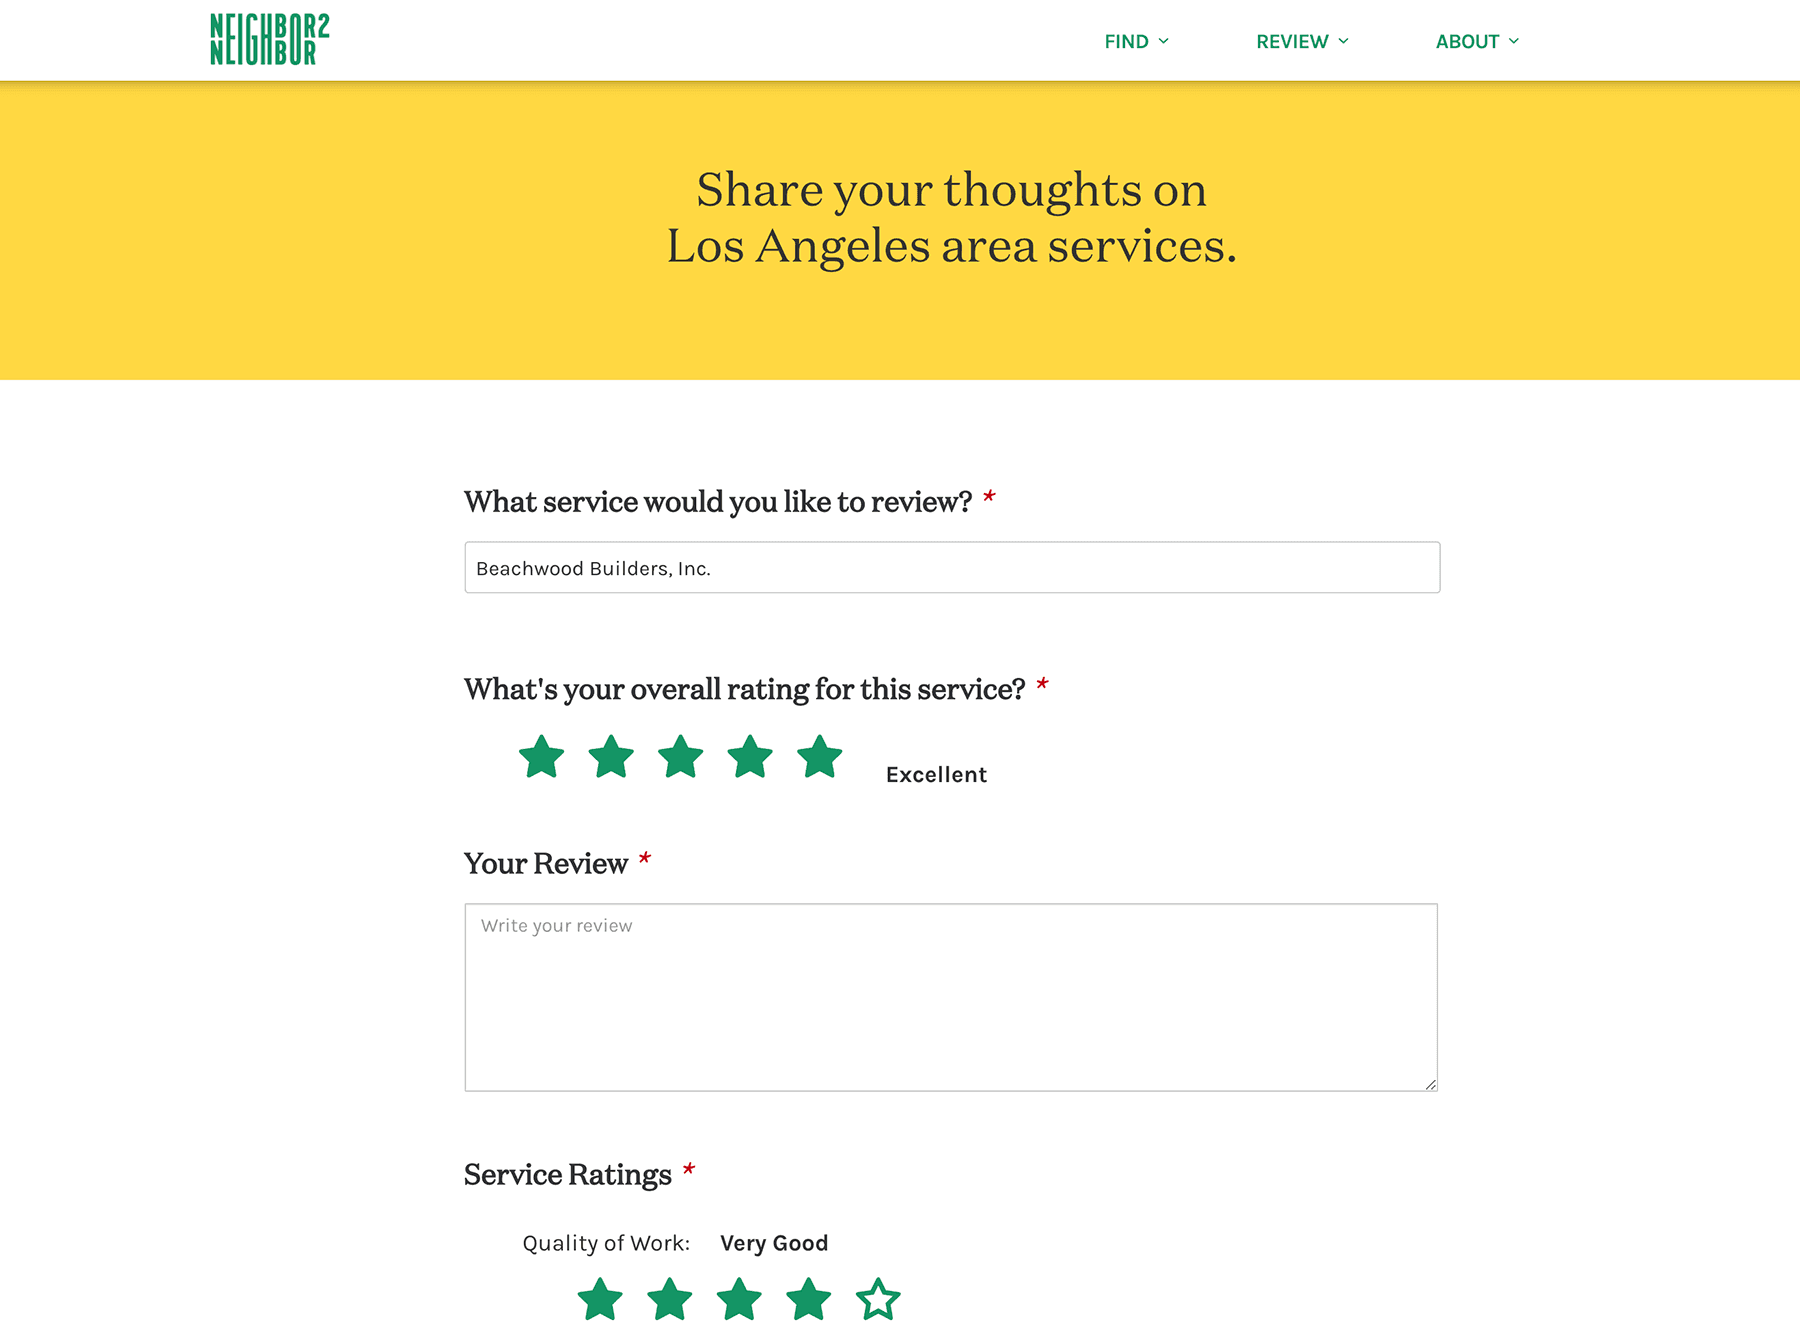 NEIGHBOR2
NEIGHBUR
FIND
REVIEW
ABOUT
Share your thoughts on
Los Angeles area services.
What service would you like to review? *
Beachwood Builders, Inc.
What's your overall rating for this service? *
Excellent
Your Review *
Write your review
Service Ratings *
Quality of Work: Very Good